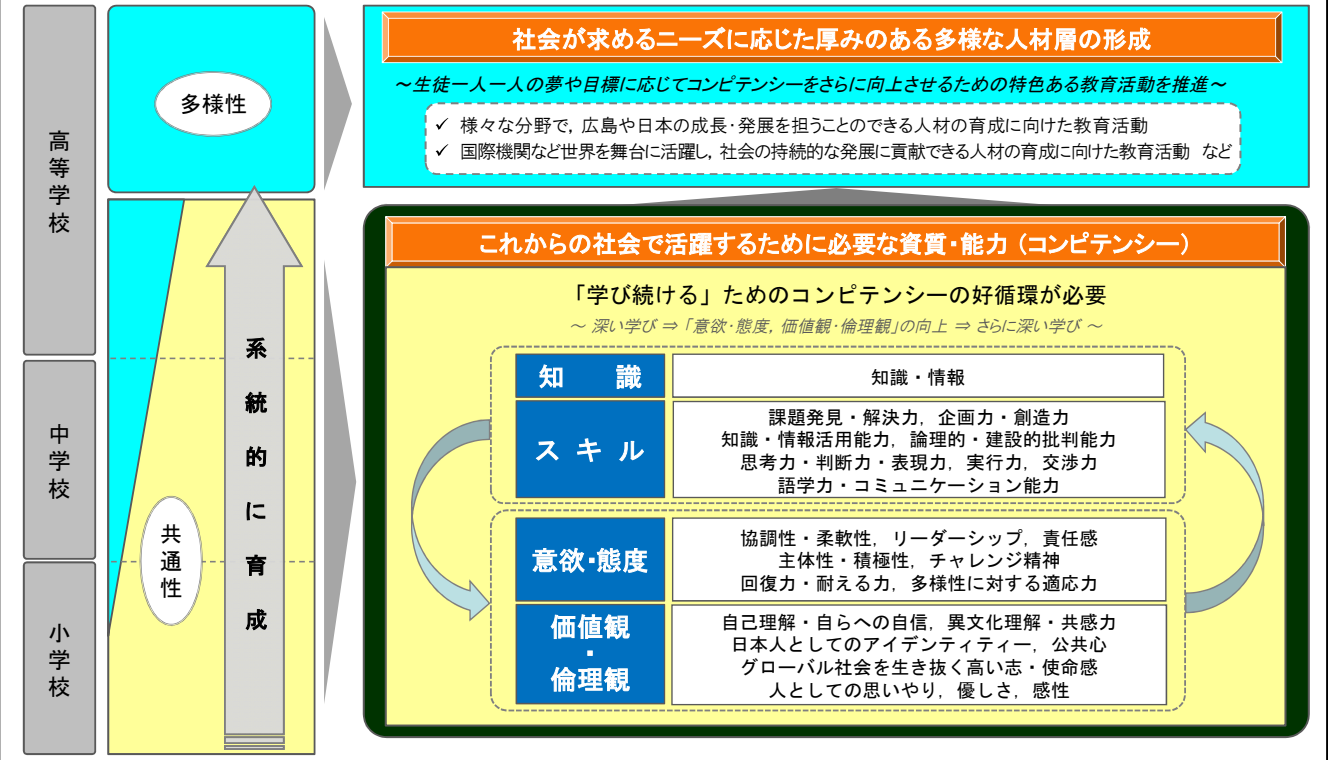 高等学校
中学校
小学校
多様性
共通性
系統的に育成
社会が求めるニーズに応じた厚みのある多様な人材層の形成
～生徒一人一人の夢や目標に応じてコンピテンシーをさらに向上させるための特色ある教育活動を推進～
✓ 様々な分野で，広島や日本の成長・発展を担うことのできる人材の育成に向けた教育活動
✓ 国際機関など世界を舞台に活躍し，社会の持続的な発展に貢献できる人材の育成に向けた教育活動　など
これからの社会で活躍するために必要な資質・能力（コンピテンシー）
「学び続ける」ためのコンピテンシーの好循環が必要
～ 深い学び ⇒「意欲・態度，価値観・倫理観」の向上 ⇒ さらに深い学び ～
知　識
知識・情報
スキル
課題発見・解決力，企画力・創造力
知識・情報活用能力，論理的・建設的批判能力
思考力・判断力・表現力，実行力，交渉力
語学力・コミュニケーション能力
意欲・態度
協調性・柔軟性，リーダーシップ，責任感
主体性・積極性，チャレンジ精神
回復力・耐える力，多様性に対する適応力
価値観
・
倫理観
自己理解・自らへの自信，異文化理解・共感力
日本人としてのアイデンティティー，公共心
グローバル社会を生き抜く高い志・使命感
人としての思いやり，優しさ，感性